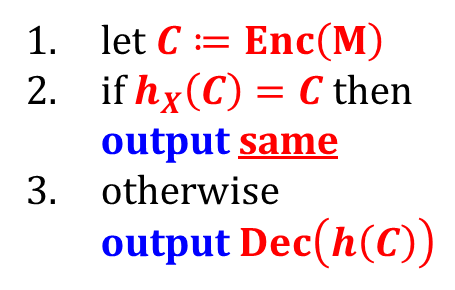 1. let C := Enc(M)
2. if h_X(C) = C then
output same
3. otherwise
output Dec(h(C))